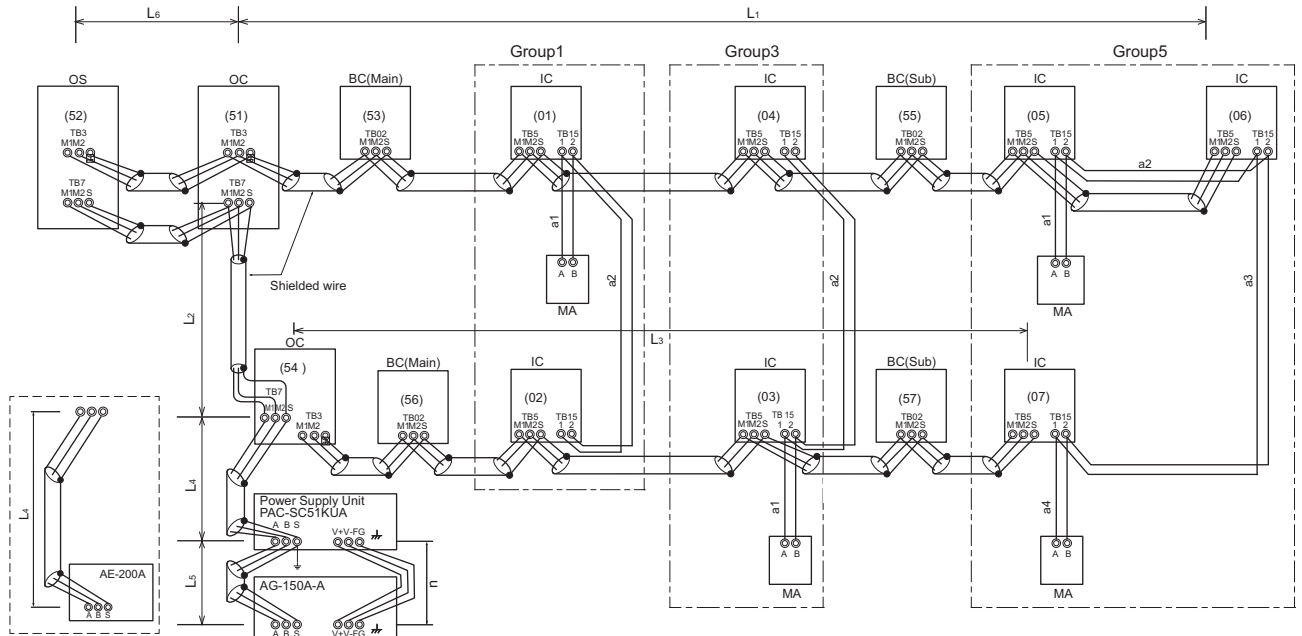 L6
L1
Group1
Group3
Group5
OS
OC
BC(Main)
IC
IC
BC(Sub)
IC
IC
(52)
(51)
(53)
(01)
(04)
(55)
(05)
(06)
TB3
M1M2
TB3
M1M2
TB02
M1M2S
TB5
M1M2S
TB15
1 2
TB5
M1M2S
TB15
1 2
TB02
M1M2S
TB5
M1M2S
TB15
1 2
TB5
M1M2S
TB15
1 2
TB7
M1M2S
TB7
M1M2S
a2
a1
a1
A B
MA
A B
MA
Shielded wire
L2
a2
a2
a3
L3
OC
BC(Main)
IC
IC
BC(Sub)
IC
(54 )
(56)
(02)
(03)
(57)
(07)
TB7
M1M2S
TB3
M1M2
TB02
M1M2S
TB5
M1M2S
TB15
1 2
TB5
M1M2S
TB 15
1 2
TB02
M1M2S
TB5
M1M2S
TB15
1 2
L4
L4
a1
a4
Power Supply Unit
PAC-SC51KUA
A B S
V+V-FG
L5
n
AG-150A-A
A B S
V+V-FG
AE-200A
A B S
A B
MA
A B
MA